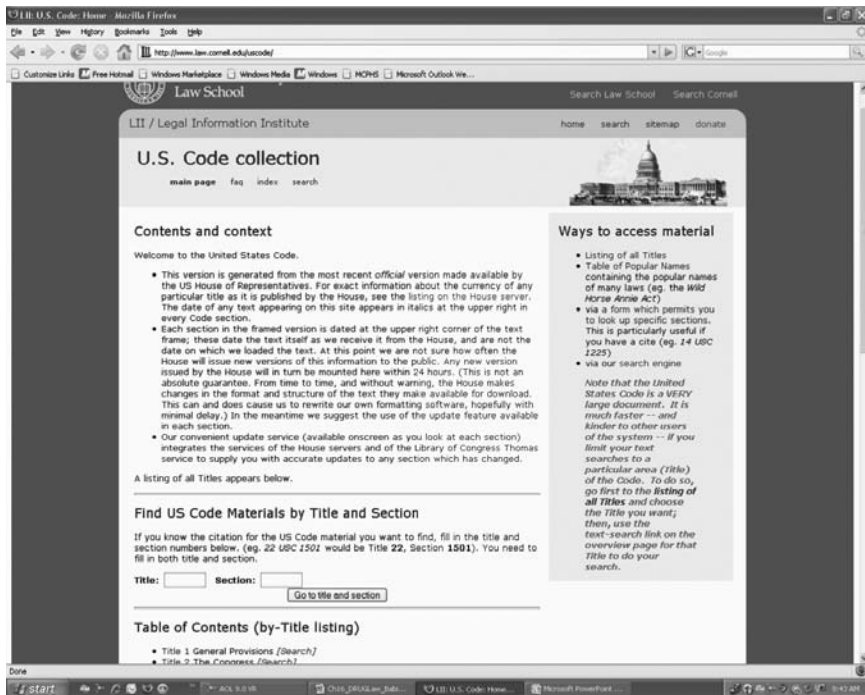 LII: U.S. Code: Home - Mozilla Firefox
File Edit View History Bookmarks Tools Help
http://www.law.cornell.edu/uscode/
Google
Customize Links Free Hotmail Windows Marketplace Windows Media Windows MCPHS Microsoft Outlook We...
Law School
Search Law School Search Cornell
LII / Legal Information Institute
home search sitemap donate
U.S. Code collection
main page faq index search
Contents and context
Welcome to the United States Code.
• This version is generated from the most recent official version made available by
the US House of Representatives. For exact information about the currency of any
particular title as it is published by the House, see the listing on the House server.
The date of any text appearing on this site appears in italics at the upper right in
every Code section.
• Each section in the framed version is dated at the upper right corner of the text
frame; these date the text itself as we receive it from the House, and are not the
date on which we loaded the text. At this point we are not sure how often the
House will issue new versions of this information to the public. Any new version
issued by the House will in turn be mounted here within 24 hours. (This is not an
absolute guarantee. From time to time, and without warning, the House makes
changes in the format and structure of the text they make available for download.
This can and does cause us to rewrite our own formatting software, hopefully with
minimal delay.) In the meantime we suggest the use of the update feature available
in each section.
• Our convenient update service (available onscreen as you look at each section)
integrates the services of the House servers and of the Library of Congress Thomas
service to supply you with accurate updates to any section which has changed.
A listing of all Titles appears below.
Find US Code Materials by Title and Section
If you know the citation for the US Code material you want to find, fill in the title and
section numbers below. (eg. 22 USC 1501 would be Title 22, Section 1501). You need to
fill in both title and section.
Title: Section:
Go to title and section
Table of Contents (by-Title listing)
• Title 1 General Provisions [Search]
• Title 2 The Congress [Search]
Ways to access material
• Listing of all Titles
• Table of Popular Names
containing the popular names
of many laws (eg. the Wild
Horse Annie Act)
• via a form which permits you
to look up specific sections.
This is particularly useful if
you have a cite (eg. 14 USC
1225)
• via our search engine
Note that the United
States Code is a VERY
large document. It is
much faster -- and
kinder to other users
of the system -- if you
limit your text
searches to a
particular area (Title)
of the Code. To do so,
go first to the listing of
all Titles and choose
the Title you want;
then, use the
text-search link on the
overview page for that
Title to do your
search.
Done
start AOL 9.0 VR LII: U.S. Code: Home... Microsoft PowerPoint ...